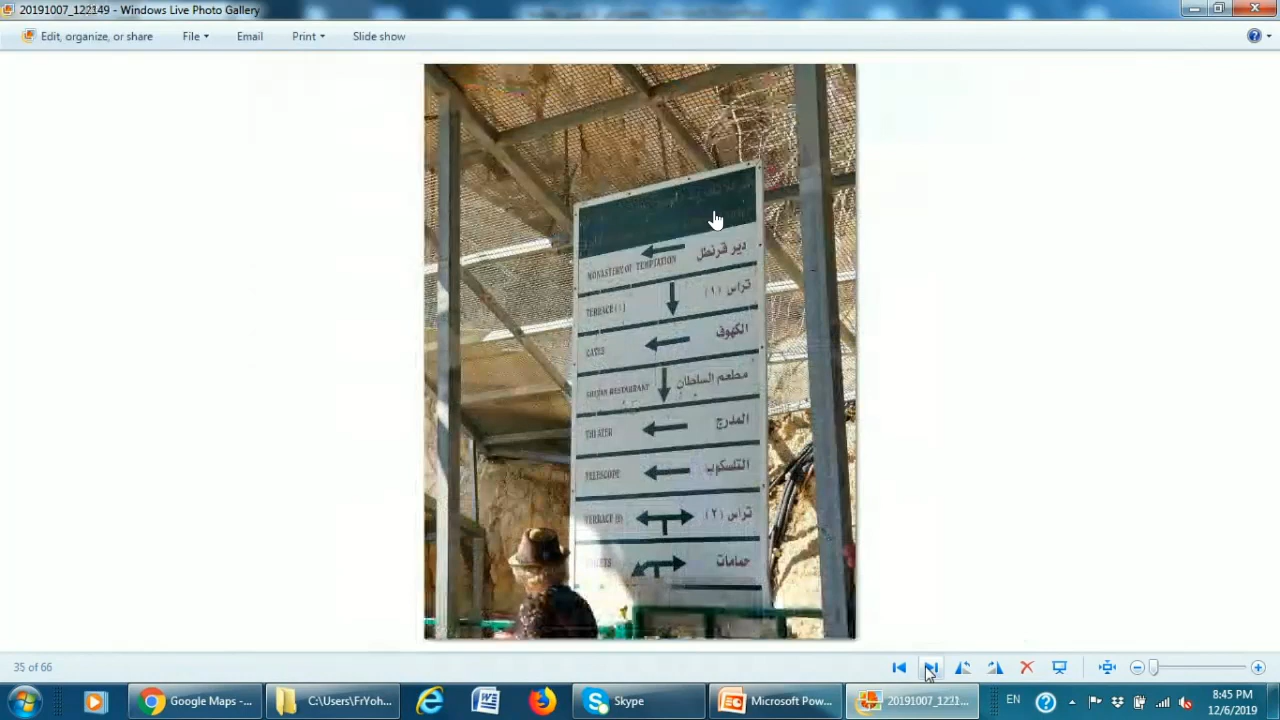 20191007_122149 - Windows Live Photo Gallery
Edit, organize, or share
File
Email
Print
Slide show
دير قرنطل
MONASTERY OF TEMPTATION
تراس (١)
TERRACE (1)
الكهوف
CAVES
مطعم السلطان
SULTAN RESTAURANT
المدرج
THEATER
التلسكوب
TELESCOPE
تراس (٢)
TERRACE
حمامات
TOILETS
35 of 66
Google Maps -...
C:\Users\FrYoh...
Skype
Microsoft Pow...
20191007_1221...
EN
8:45 PM
12/6/2019